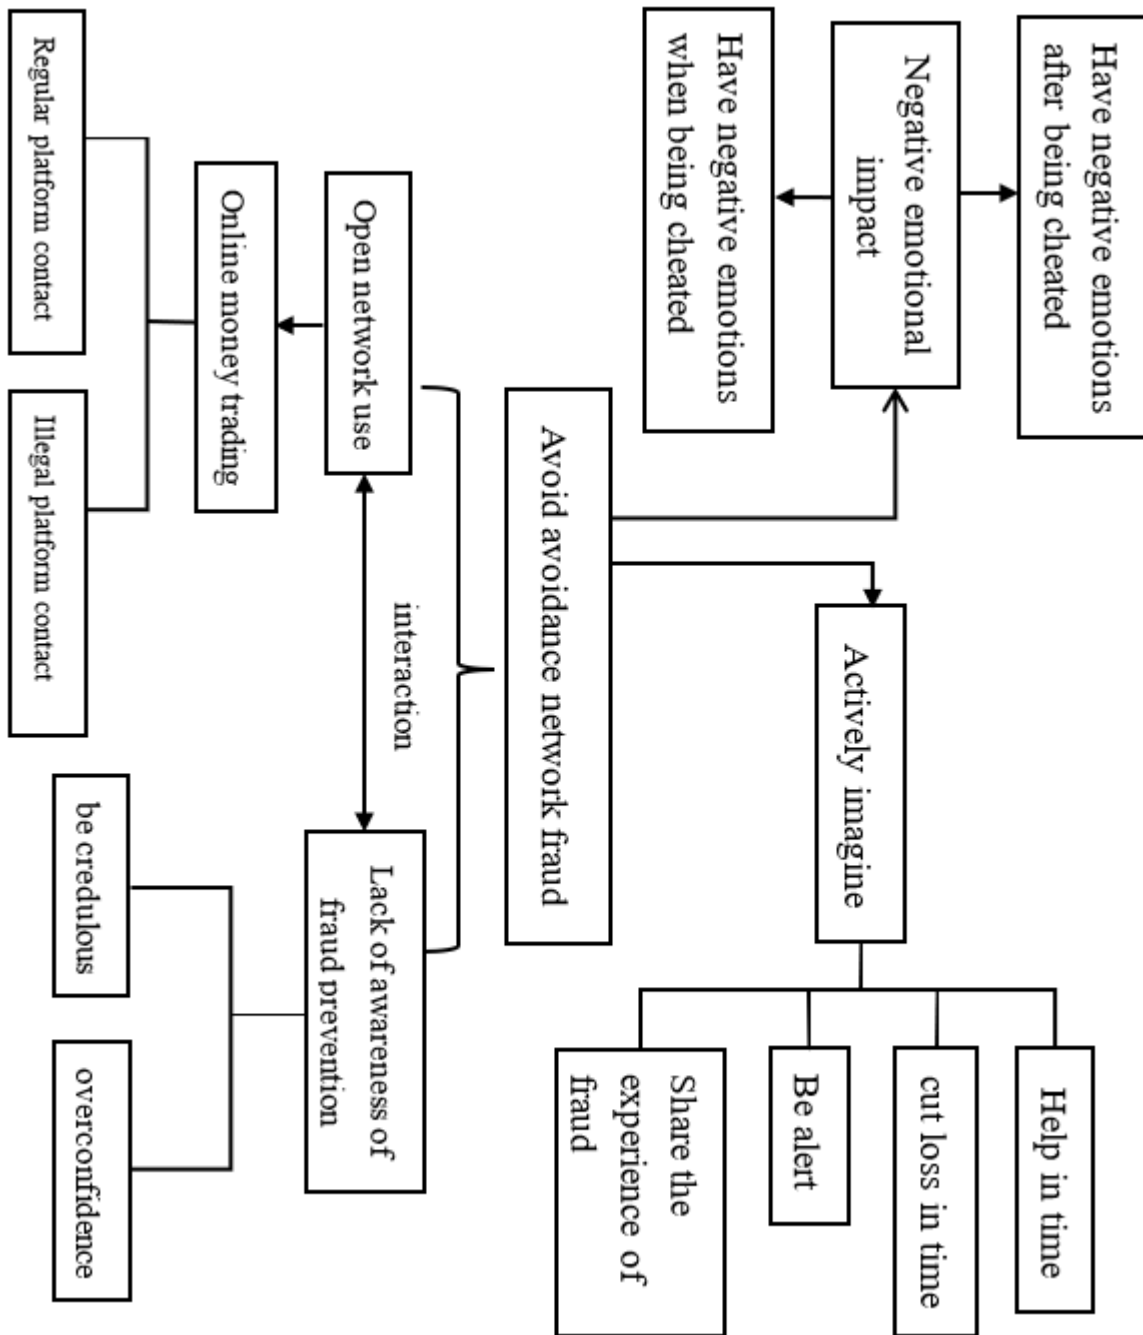 Have negative emotions
after being cheated
Negative emotional
impact
Have negative emotions
when being cheated
Help in time
cut loss in time
Actively imagine
Be alert
Share the
experience of
fraud
Avoid avoidance network fraud
Open network use
interaction
Lack of awareness of
fraud prevention
Online money trading
Regular platform contact
Illegal platform contact
be credulous
overconfidence